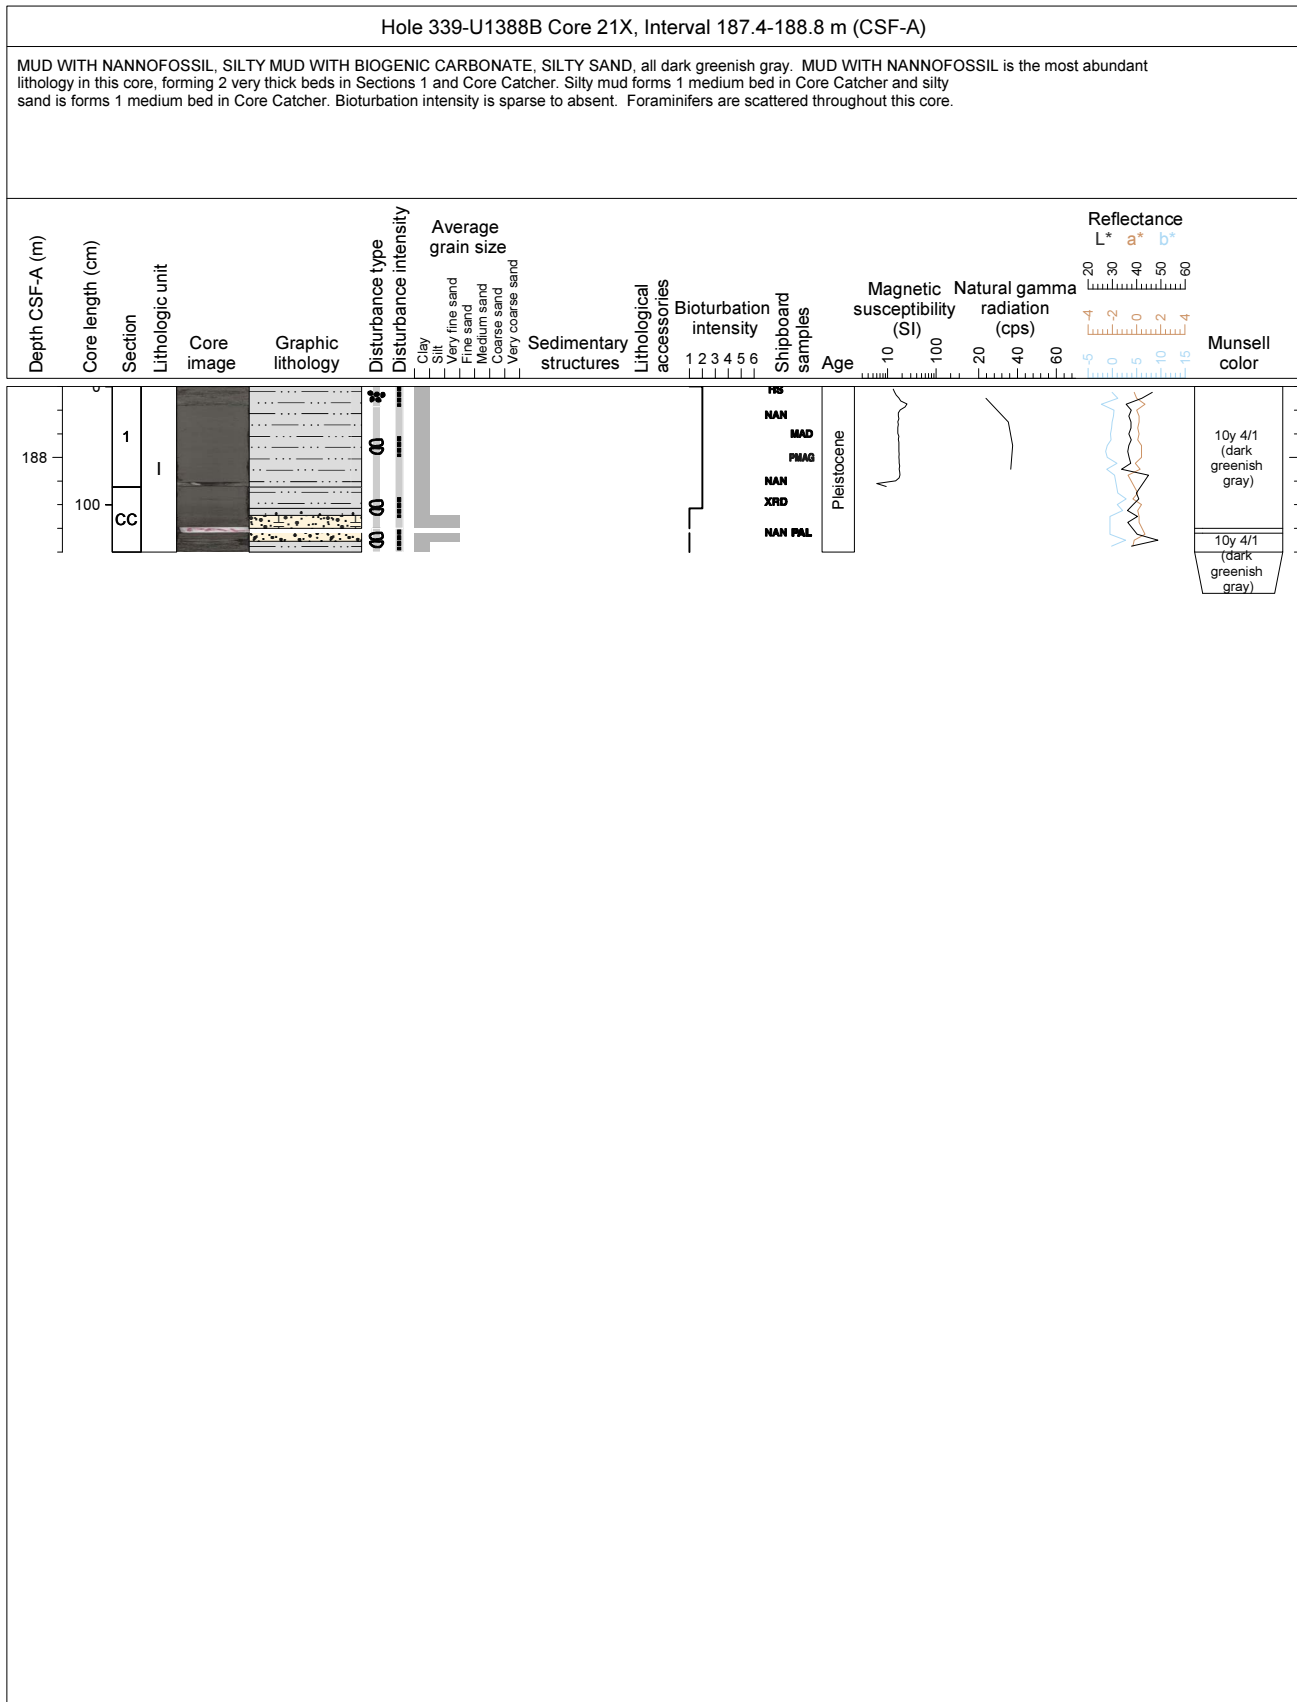 Hole 339-U1388B Core 21X, Interval 187.4-188.8 m (CSF-A)
MUD WITH NANNOFOSSIL, SILTY MUD WITH BIOGENIC CARBONATE, SILTY SAND, all dark greenish gray.  MUD WITH NANNOFOSSIL is the most abundant
lithology in this core, forming 2 very thick beds in Sections 1 and Core Catcher. Silty mud forms 1 medium bed in Core Catcher and silty
sand is forms 1 medium bed in Core Catcher. Bioturbation intensity is sparse to absent.  Foraminifers are scattered throughout this core.
Depth CSF-A (m)
Core length (cm)
Section
Lithologic unit
Core
image
Graphic
lithology
Disturbance type
Disturbance intensity
Average
grain size
Clay
Silt
Very fine sand
Fine sand
Medium sand
Coarse sand
Very coarse sand
Sedimentary
structures
Lithological
accessories
Bioturbation
intensity
1 2 3 4 5 6
Shipboard
samples
Age
Magnetic
susceptibility
(SI)
10 100
Natural gamma
radiation
(cps)
20 40 60
Reflectance
L* a* b*
20 30 40 50 60
-4 -2 0 2 4
-5 0 5 10 15
Munsell
color
188
0
100
1
CC
I
HS
NAN
MAD
PMAG
NAN
XRD
NAN PAL
Pleistocene
10y 4/1
(dark
greenish
gray)
10y 4/1
(dark
greenish
gray)